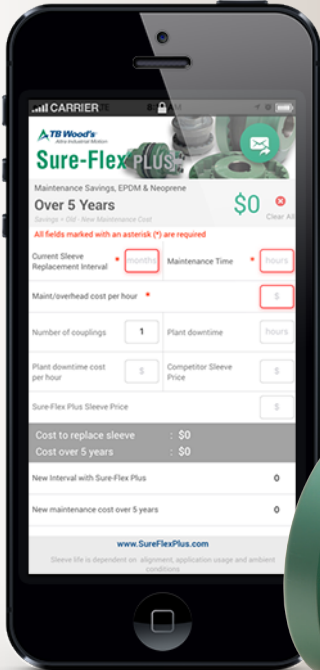 CARRIER
TB Wood's
Altra Industrial Motion
Sure-Flex PLUS
Maintenance Savings, EPDM & Neoprene
Over 5 Years
$0
Clear All
Savings = Old - New Maintenance Cost
All fields marked with an asterisk (*) are required
Current Sleeve
Replacement Interval * months
Maintenance Time * hours
Maint/overhead cost per hour * $
Number of couplings 1
Plant downtime hours
Plant downtime cost
per hour $
Competitor Sleeve
Price $
Sure-Flex Plus Sleeve Price $
Cost to replace sleeve : $0
Cost over 5 years : $0
New Interval with Sure-Flex Plus 0
New maintenance cost over 5 years 0
www.SureFlexPlus.com
Sleeve life is dependent on alignment, application usage and ambient
conditions